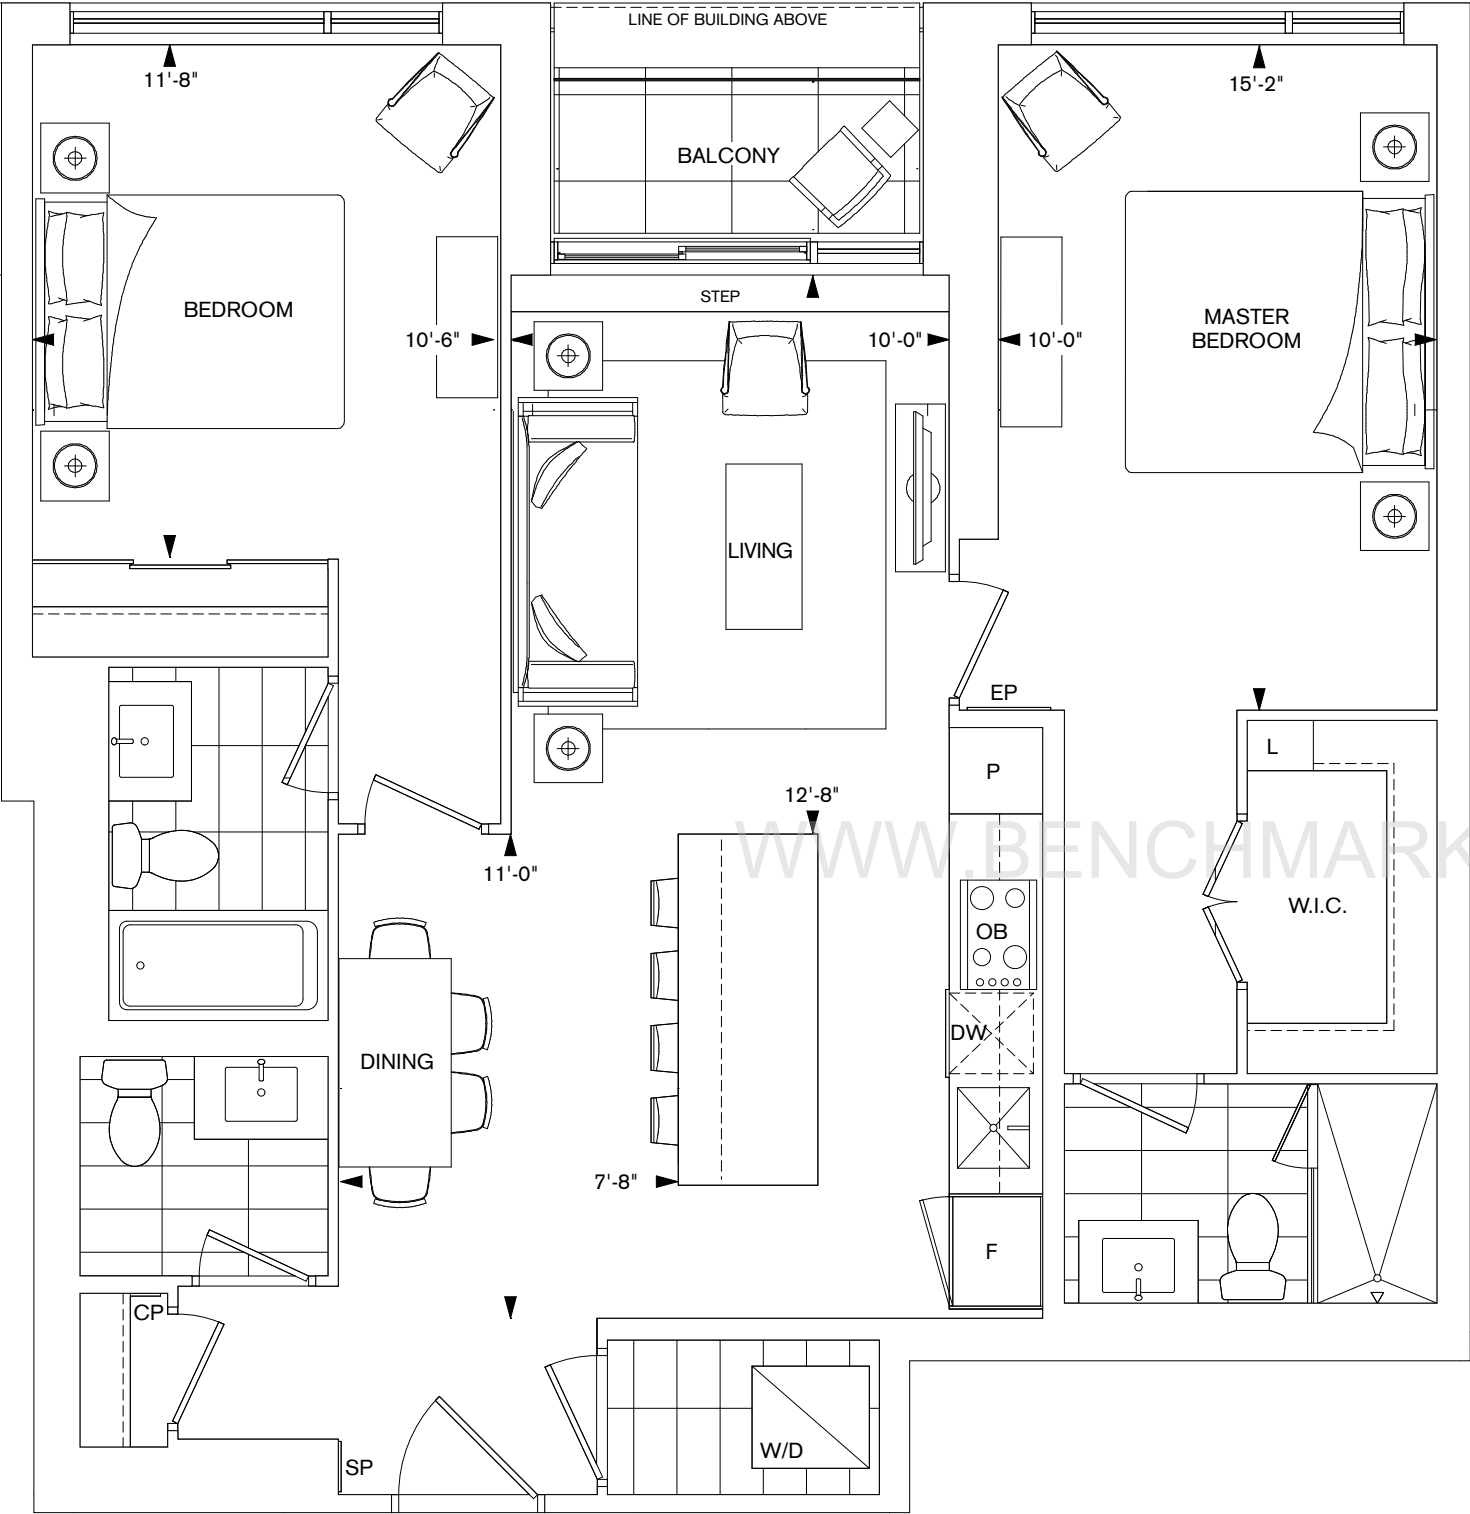 LINE OF BUILDING ABOVE
11'-8"
15'-2"
BALCONY
STEP
BEDROOM
MASTER
BEDROOM
10'-6"
10'-0"
10'-0"
LIVING
EP
L
P
12'-8"
WWW.BENCHMARK
11'-0"
W.I.C.
OB
DW
DINING
7'-8"
F
CP
W/D
SP